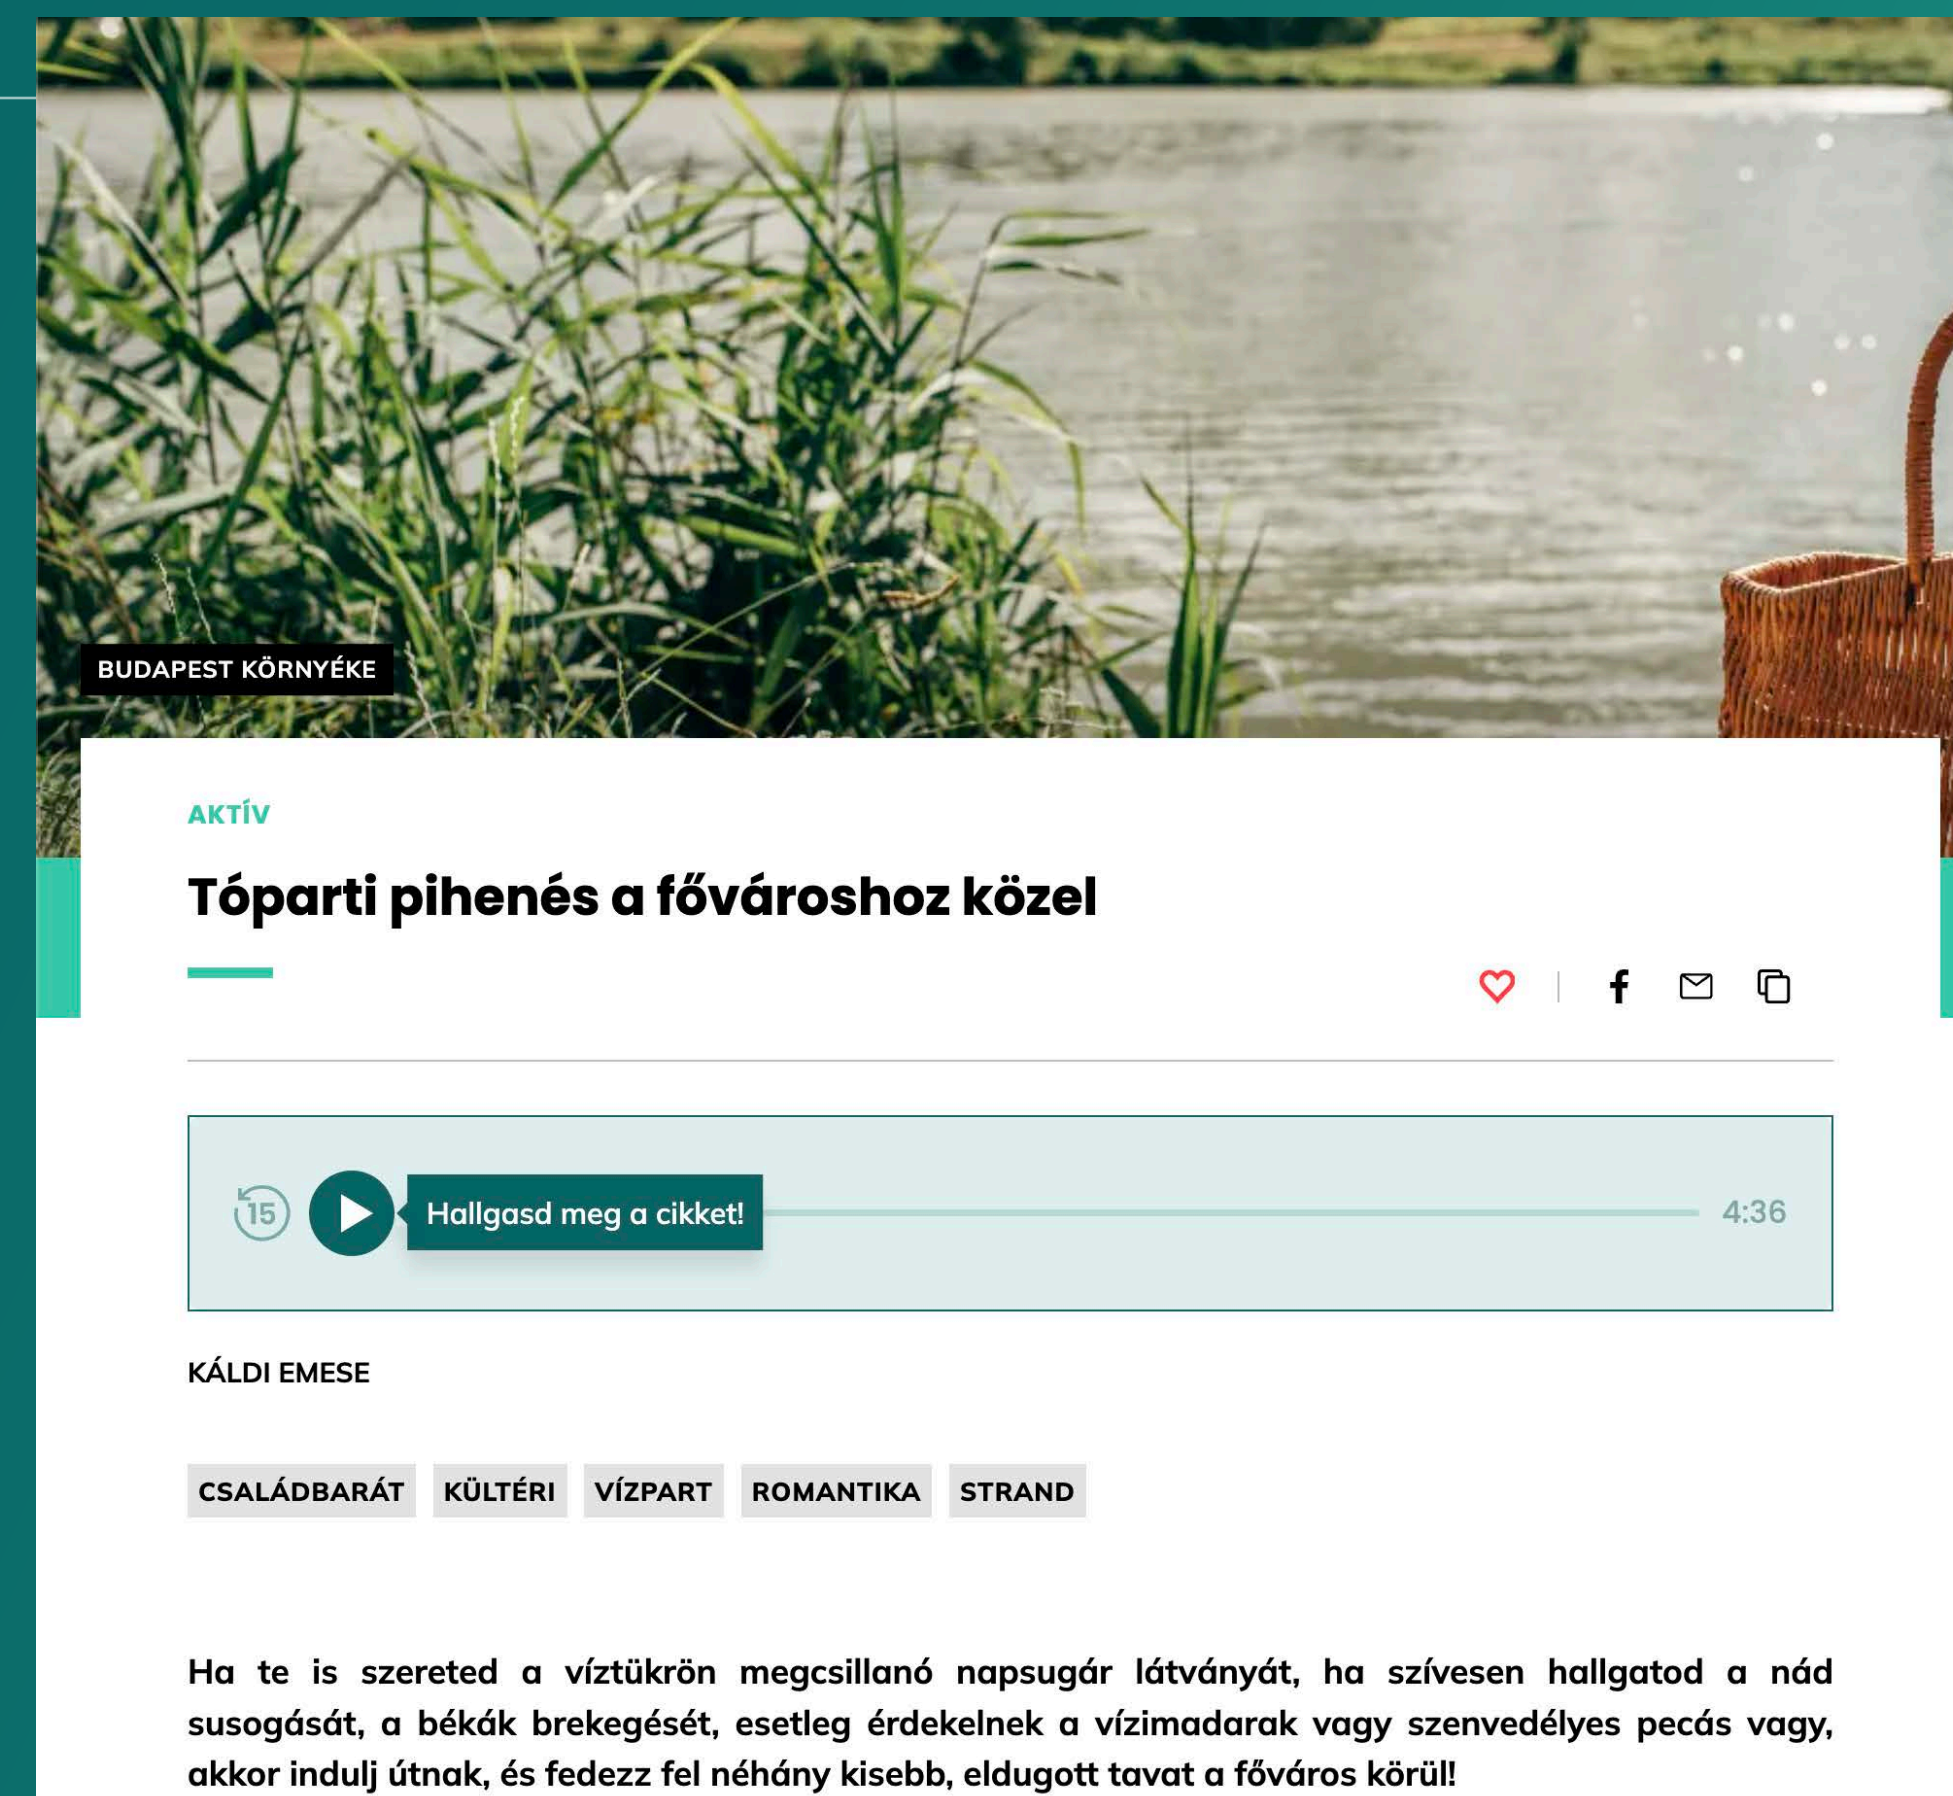 BUDAPEST KÖRNYÉKE
AKTÍV
Tóparti pihenés a fővároshoz közel
15 Hallgasd meg a cikket! 4:36
KÁLDI EMESE
CSALÁDBARÁT KÜLTÉRI VÍZPART ROMANTIKA STRAND
Ha te is szereted a víztükrön megcsillanó napsugár látványát, ha szívesen hallgatod a nád
susogását, a békák brekegését, esetleg érdekelnek a vízimadarak vagy szenvedélyes pecás vagy,
akkor indulj útnak, és fedezz fel néhány kisebb, eldugott tavat a főváros körül!